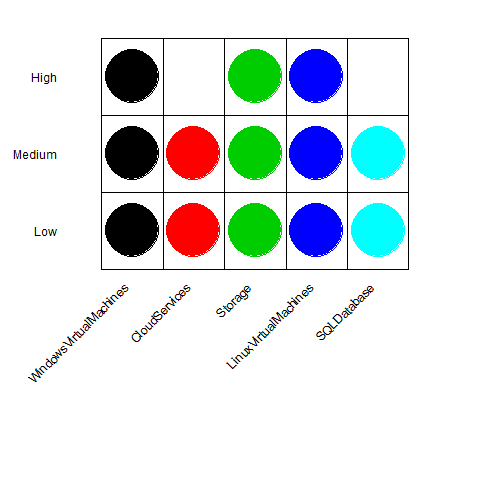 High
Medium
Low
WindowsVirtualMachines
CloudServices
Storage
LinuxVirtualMachines
SQLDatabase